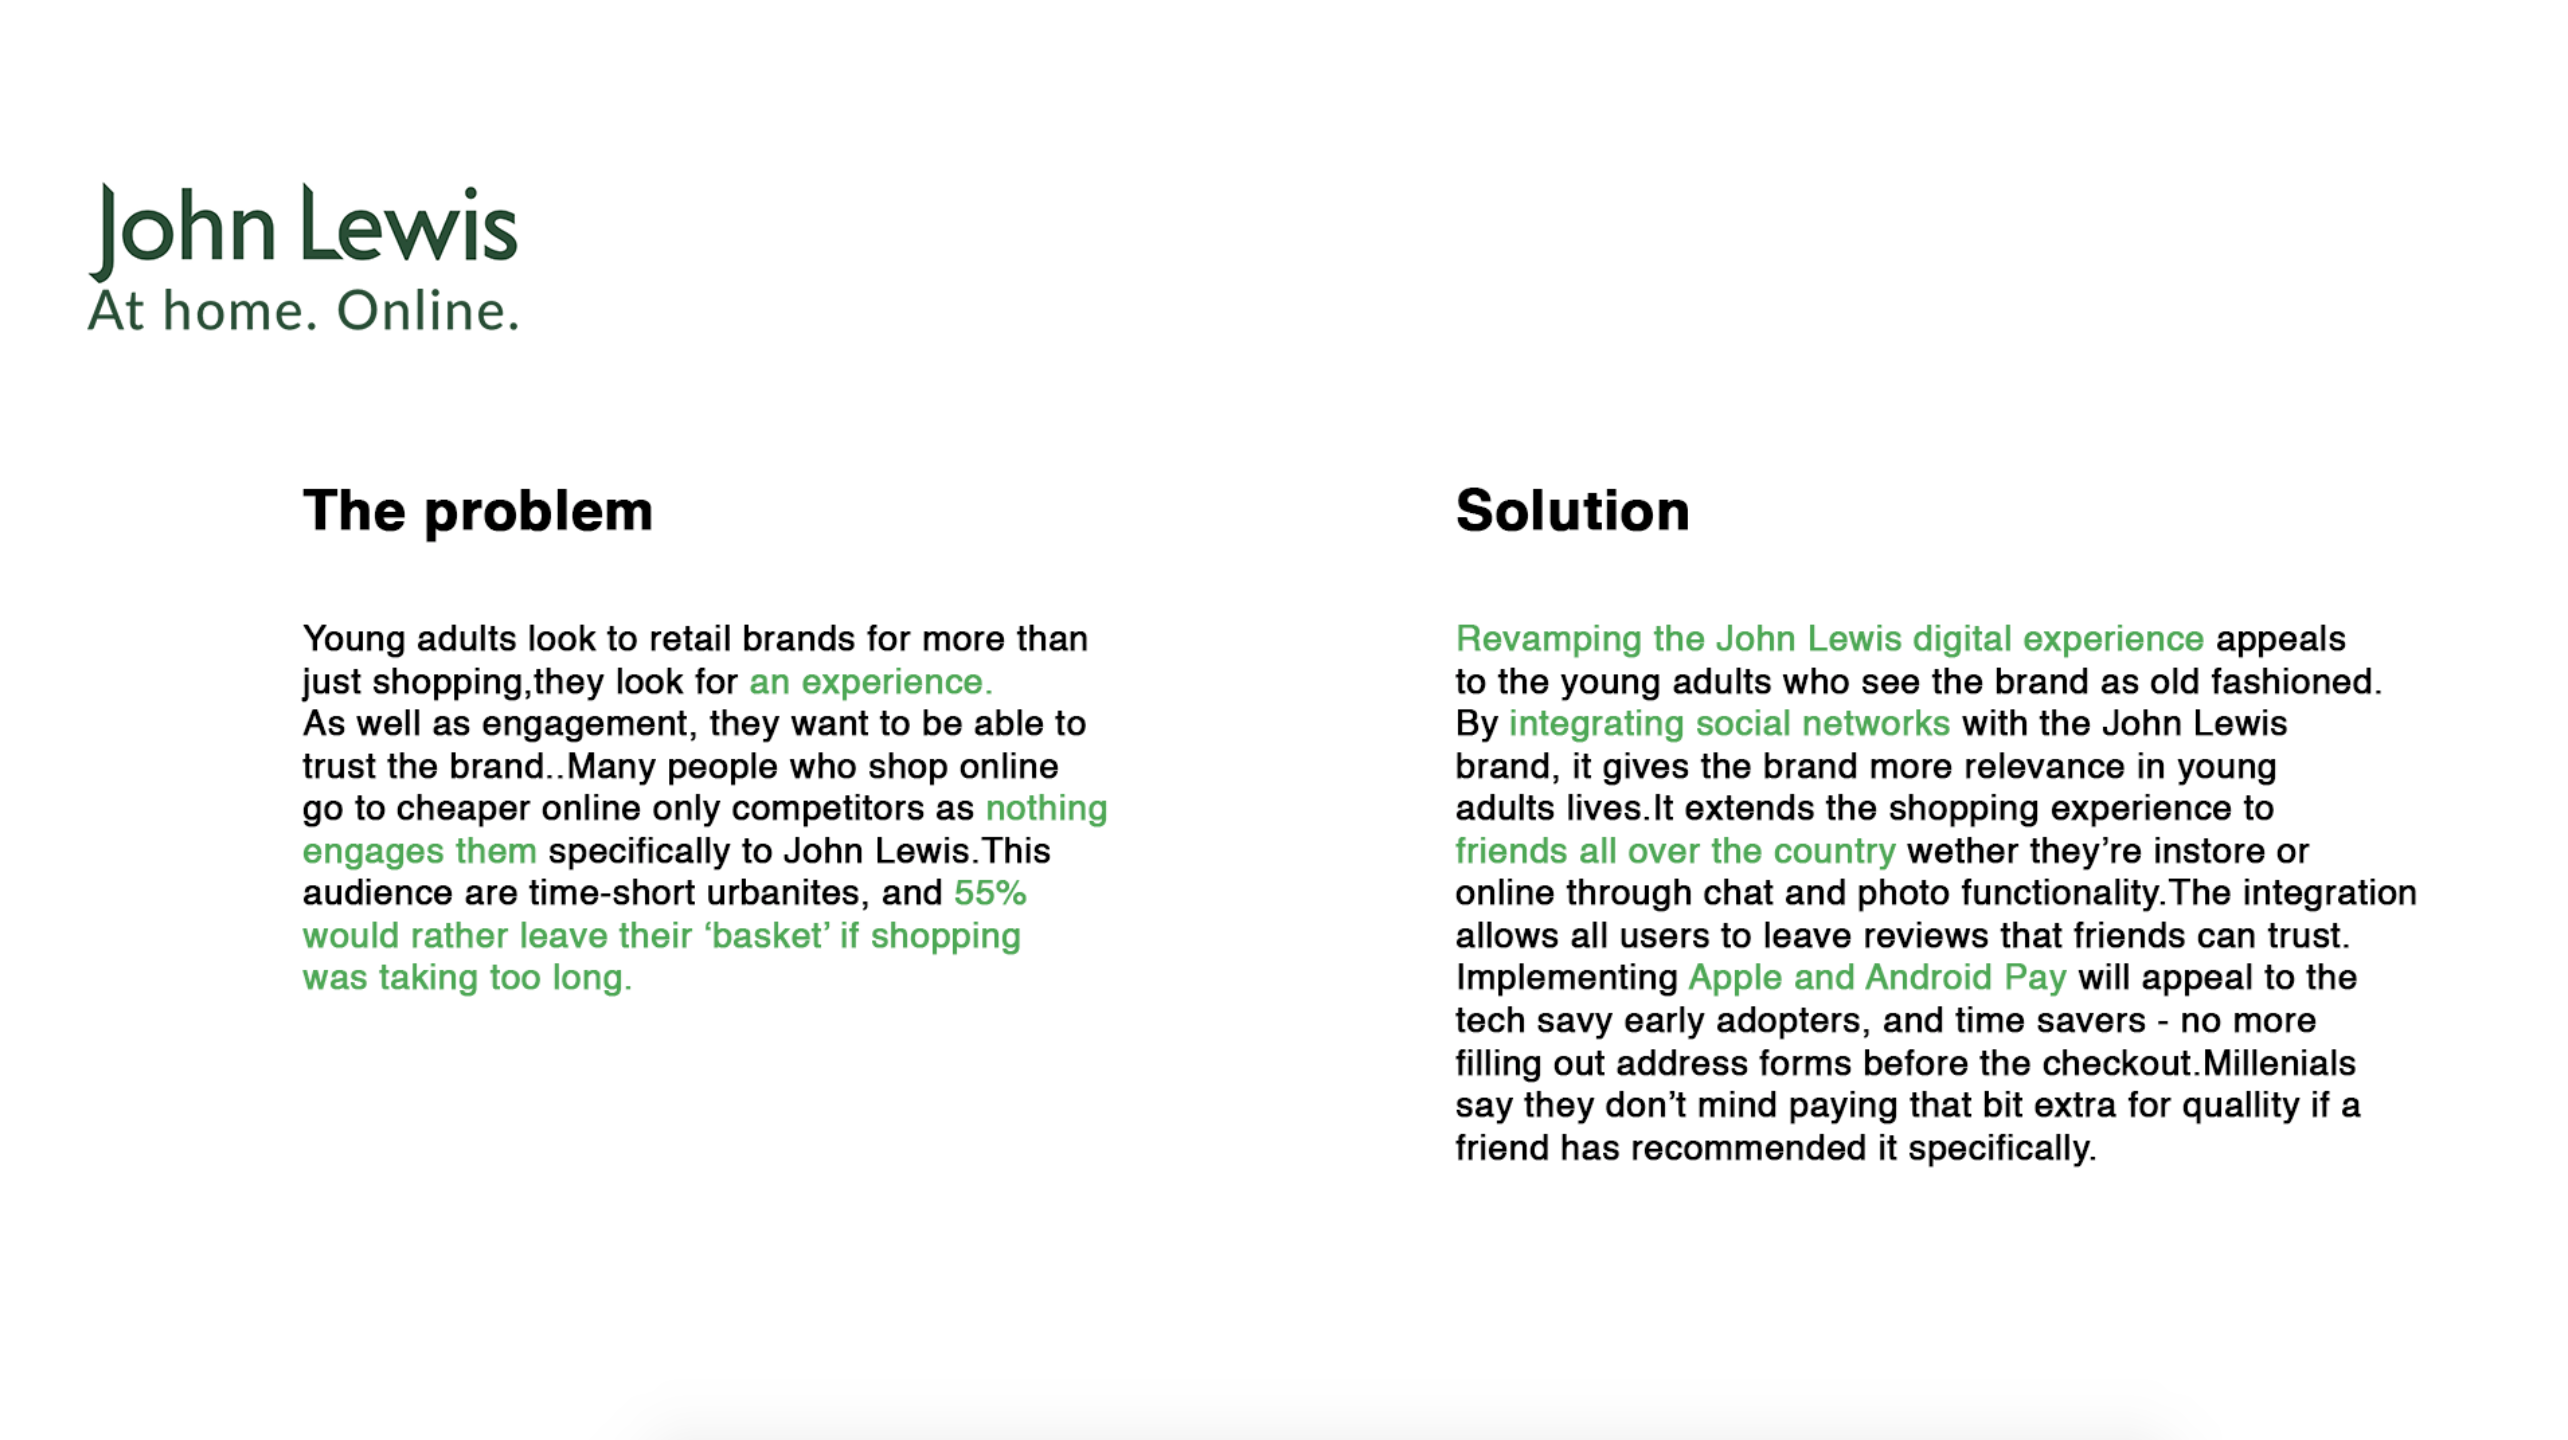 John Lewis
At home. Online.
The problem
Young adults look to retail brands for more than
just shopping,they look for an experience.
As well as engagement, they want to be able to
trust the brand..Many people who shop online
go to cheaper online only competitors as nothing
engages them specifically to John Lewis.This
audience are time-short urbanites, and 55%
would rather leave their ‘basket’ if shopping
was taking too long.
Solution
Revamping the John Lewis digital experience appeals
to the young adults who see the brand as old fashioned.
By integrating social networks with the John Lewis
brand, it gives the brand more relevance in young
adults lives.It extends the shopping experience to
friends all over the country wether they’re instore or
online through chat and photo functionality.The integration
allows all users to leave reviews that friends can trust.
Implementing Apple and Android Pay will appeal to the
tech savy early adopters, and time savers - no more
filling out address forms before the checkout.Millenials
say they don’t mind paying that bit extra for quallity if a
friend has recommended it specifically.